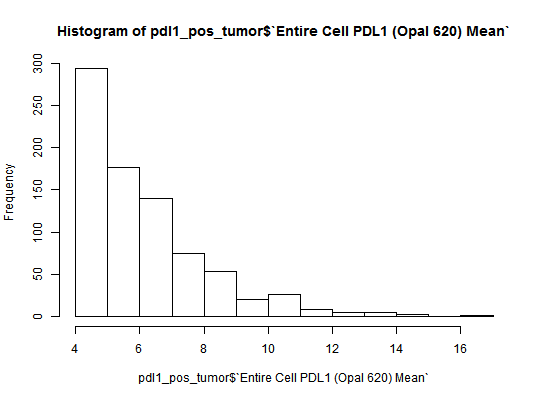 Histogram of pdl1_pos_tumor$`Entire Cell PDL1 (Opal 620) Mean`
300
250
200
150
100
50
0
Frequency
4 6 8 10 12 14 16
pdl1_pos_tumor$`Entire Cell PDL1 (Opal 620) Mean`